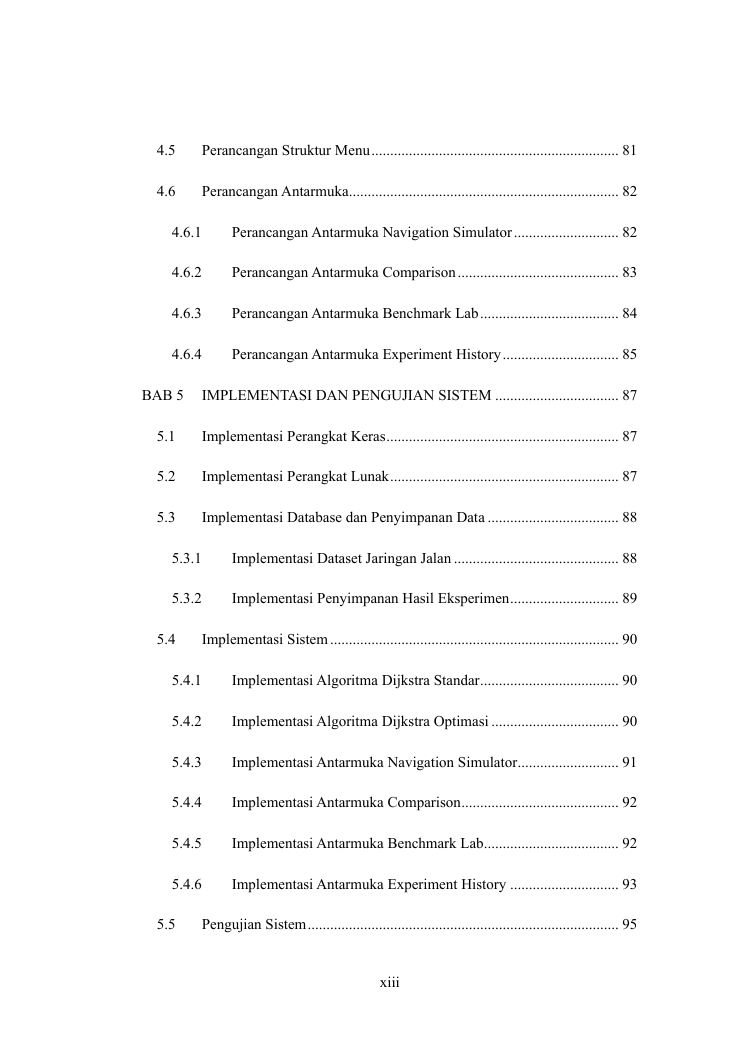 4.5 Perancangan Struktur Menu.................................................................. 81
4.6 Perancangan Antarmuka........................................................................ 82
4.6.1 Perancangan Antarmuka Navigation Simulator............................ 82
4.6.2 Perancangan Antarmuka Comparison........................................... 83
4.6.3 Perancangan Antarmuka Benchmark Lab..................................... 84
4.6.4 Perancangan Antarmuka Experiment History............................... 85
BAB 5 IMPLEMENTASI DAN PENGUJIAN SISTEM ................................. 87
5.1 Implementasi Perangkat Keras.............................................................. 87
5.2 Implementasi Perangkat Lunak............................................................. 87
5.3 Implementasi Database dan Penyimpanan Data ................................... 88
5.3.1 Implementasi Dataset Jaringan Jalan ............................................ 88
5.3.2 Implementasi Penyimpanan Hasil Eksperimen............................. 89
5.4 Implementasi Sistem ............................................................................. 90
5.4.1 Implementasi Algoritma Dijkstra Standar..................................... 90
5.4.2 Implementasi Algoritma Dijkstra Optimasi .................................. 90
5.4.3 Implementasi Antarmuka Navigation Simulator........................... 91
5.4.4 Implementasi Antarmuka Comparison.......................................... 92
5.4.5 Implementasi Antarmuka Benchmark Lab.................................... 92
5.4.6 Implementasi Antarmuka Experiment History ............................. 93
5.5 Pengujian Sistem................................................................................... 95
xiii